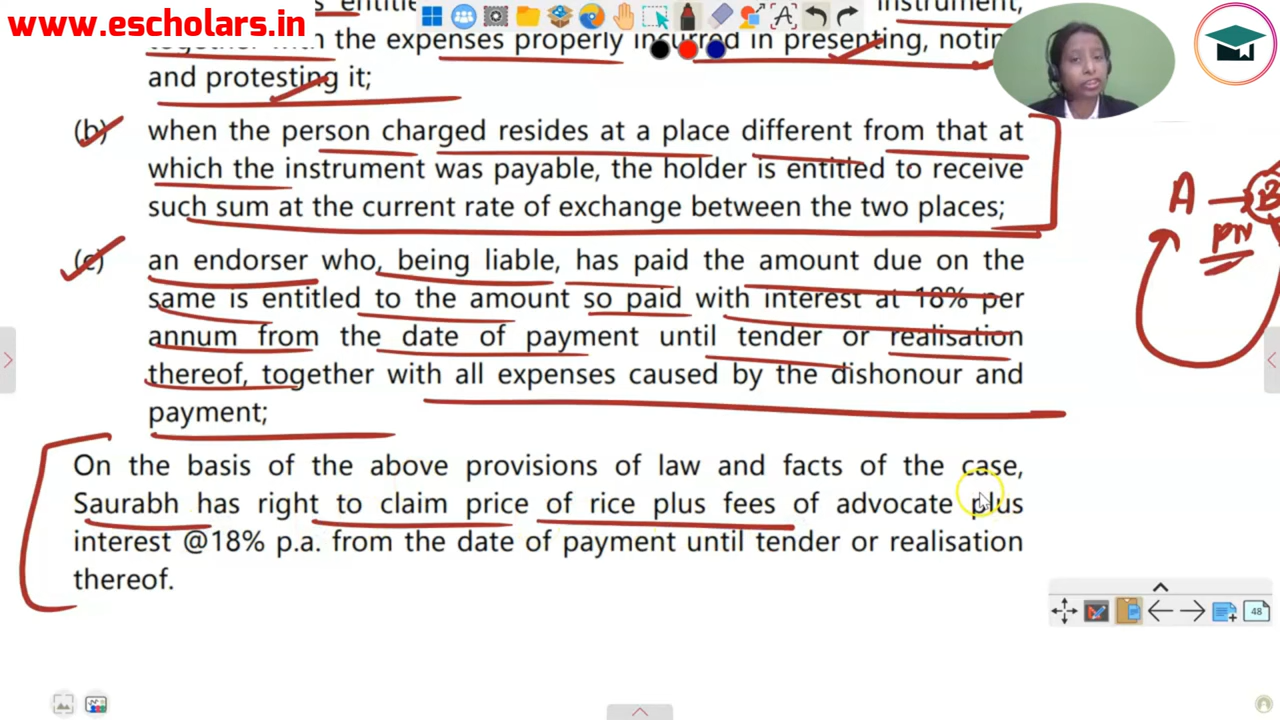 www.escholars.in
instrument,
together with the expenses properly incurred in presenting, noting
and protesting it;
(b) when the person charged resides at a place different from that at
which the instrument was payable, the holder is entitled to receive
such sum at the current rate of exchange between the two places;
(c) an endorser who, being liable, has paid the amount due on the
same is entitled to the amount so paid with interest at 18% per
annum from the date of payment until tender or realisation
thereof, together with all expenses caused by the dishonour and
payment;
On the basis of the above provisions of law and facts of the case,
Saurabh has right to claim price of rice plus fees of advocate plus
interest @18% p.a. from the date of payment until tender or realisation
thereof.
A B
PN
48